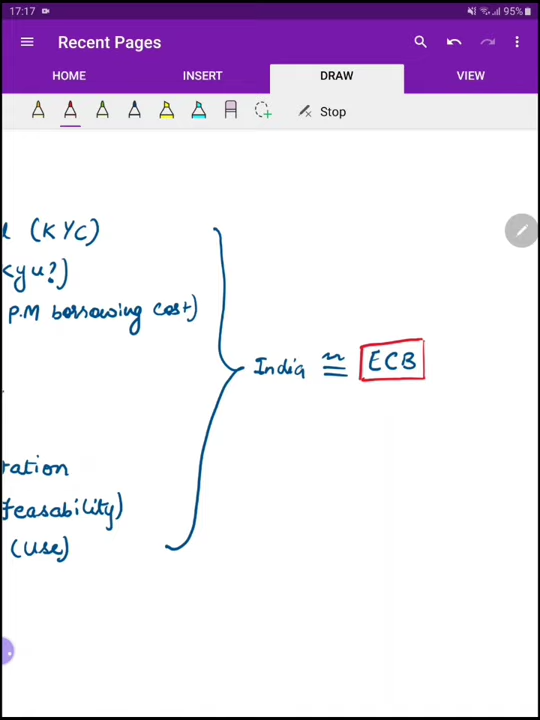 17:17 95%
Recent Pages
HOME INSERT DRAW VIEW
Stop
(KYC)
kyu?)
P.M borrowing cost)
India ≅ ECB
ration
feasability)
(use)